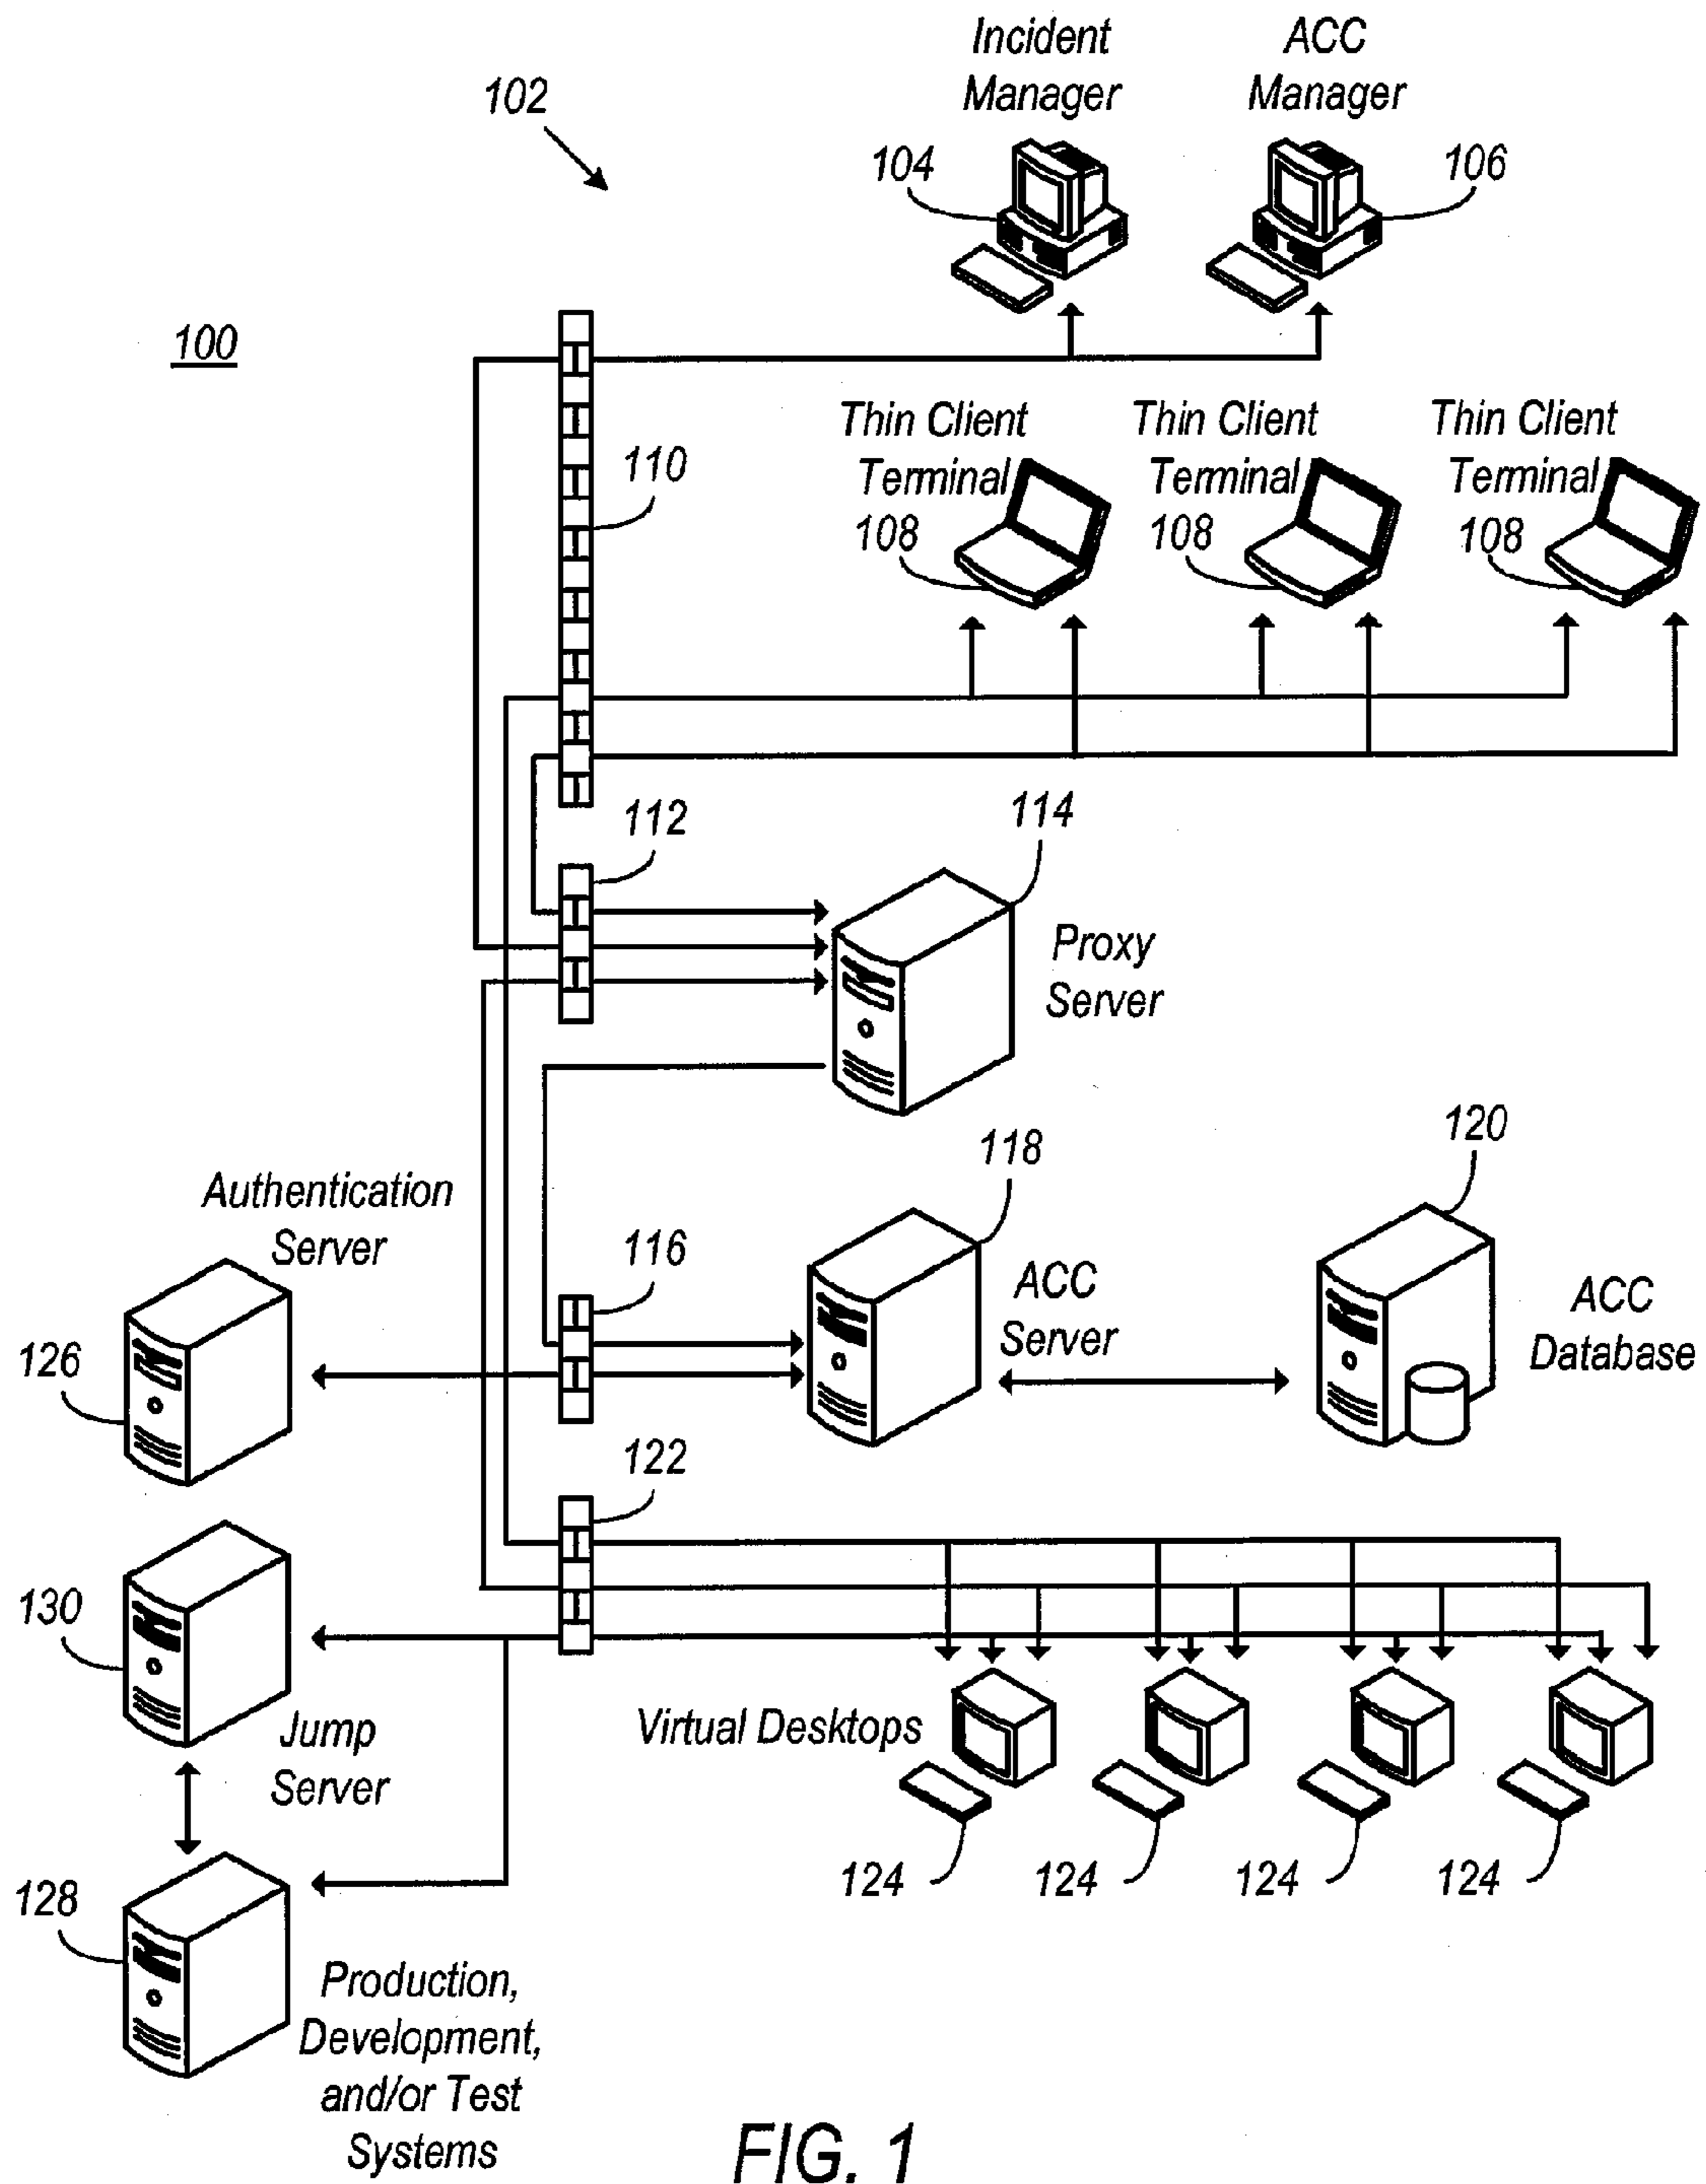 Incident
Manager
ACC
Manager
102
104
106
100
Thin Client
Terminal
108
Thin Client
Terminal
108
Thin Client
Terminal
108
110
112
114
Proxy
Server
118
120
Authentication
Server
116
ACC
Server
ACC
Database
126
122
130
Jump
Server
Virtual Desktops
124
124
124
124
128
Production,
Development,
and/or Test
Systems
FIG. 1